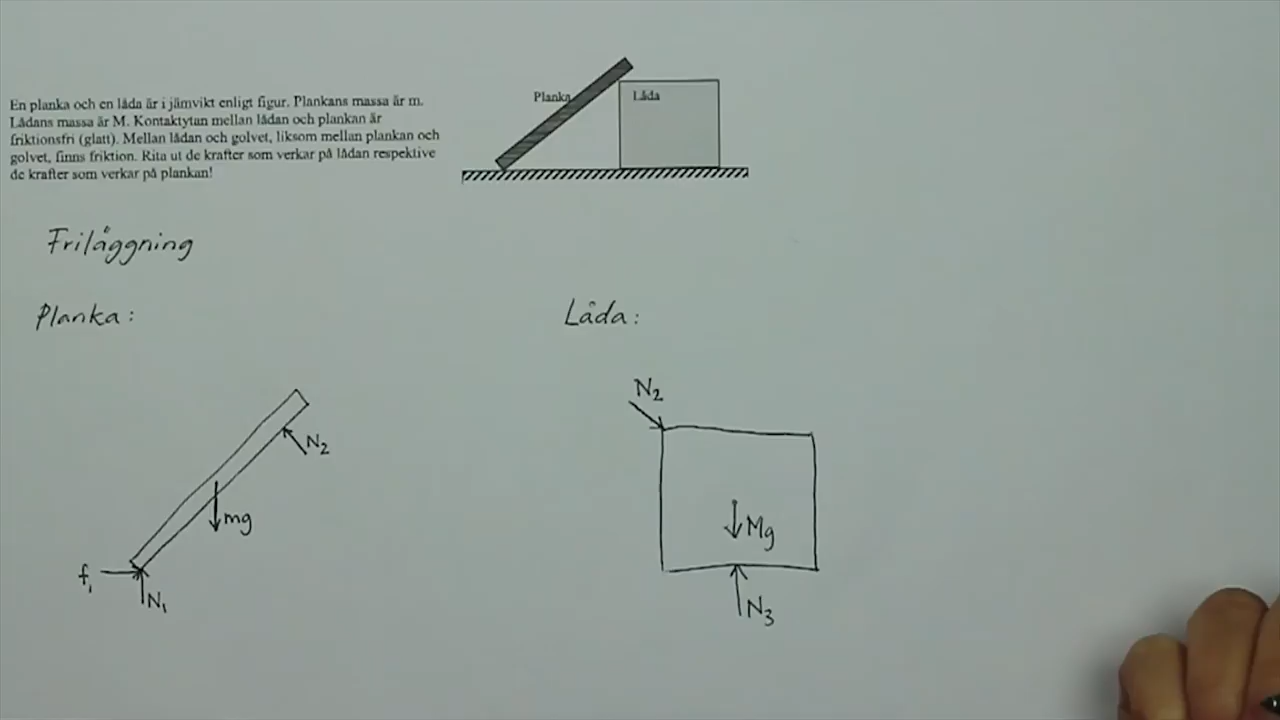 En planka och en låda är i jämvikt enligt figur. Plankans massa är m.
Lådans massa är M. Kontaktytan mellan lådan och plankan är
friktionsfri (glatt). Mellan lådan och golvet, liksom mellan plankan och
golvet, finns friktion. Rita ut de krafter som verkar på lådan respektive
de krafter som verkar på plankan!
Planka
Låda
Friläggning
Planka:
Låda:
N₂
N₂
mg
Mg
f₁
N₁
N₃